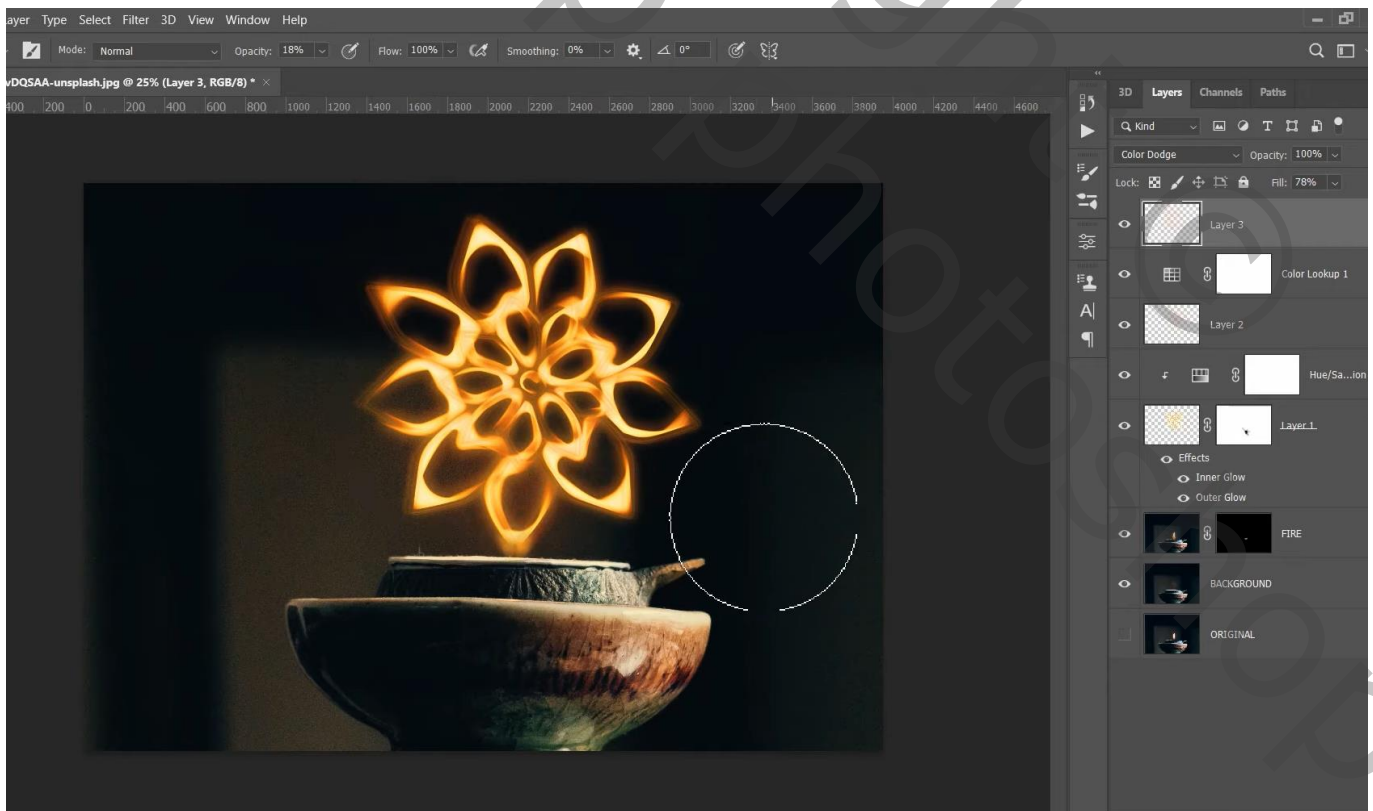 ayer Type Select Filter 3D View Window Help
Mode: Normal Opacity: 18% Flow: 100% Smoothing: 0% 0°
vDQSAA-unsplash.jpg @ 25% (Layer 3, RGB/8) * ×
400 200 0 200 400 600 800 1000 1200 1400 1600 1800 2000 2200 2400 2600 2800 3000 3200 3400 3600 3800 4000 4200 4400 4600
3D Layers Channels Paths
Kind
Color Dodge Opacity: 100%
Lock: Fill: 78%
Layer 3
Color Lookup 1
Layer 2
Hue/Sa...ion
Layer 1
Effects
Inner Glow
Outer Glow
FIRE
BACKGROUND
ORIGINAL